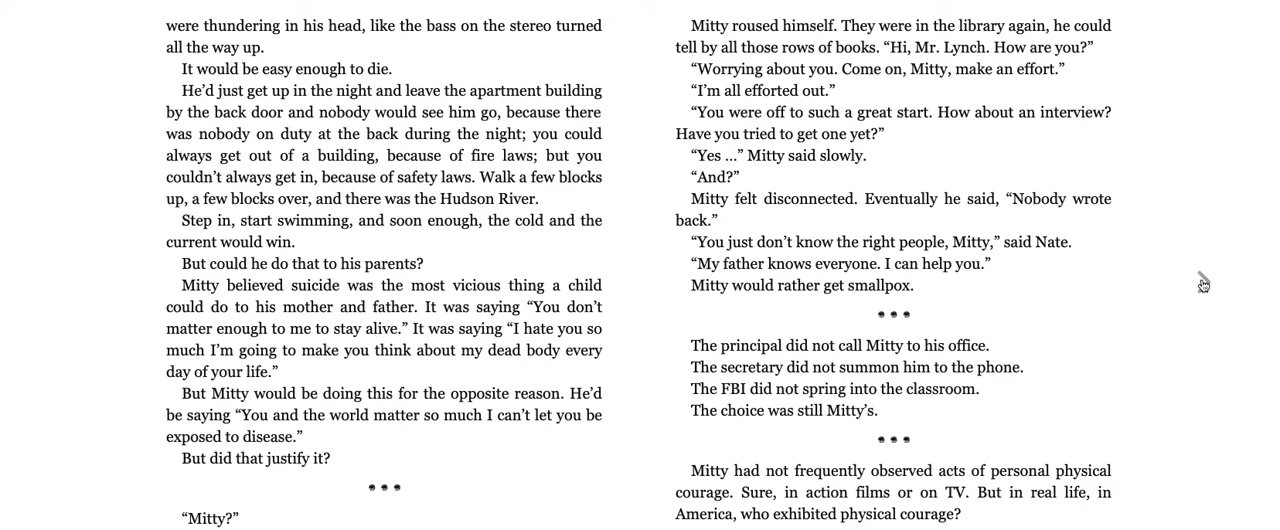 were thundering in his head, like the bass on the stereo turned
all the way up.
It would be easy enough to die.
He’d just get up in the night and leave the apartment building
by the back door and nobody would see him go, because there
was nobody on duty at the back during the night; you could
always get out of a building, because of fire laws; but you
couldn’t always get in, because of safety laws. Walk a few blocks
up, a few blocks over, and there was the Hudson River.
Step in, start swimming, and soon enough, the cold and the
current would win.
But could he do that to his parents?
Mitty believed suicide was the most vicious thing a child
could do to his mother and father. It was saying “You don’t
matter enough to me to stay alive.” It was saying “I hate you so
much I’m going to make you think about my dead body every
day of your life.”
But Mitty would be doing this for the opposite reason. He’d
be saying “You and the world matter so much I can’t let you be
exposed to disease.”
But did that justify it?
“Mitty?”
Mitty roused himself. They were in the library again, he could
tell by all those rows of books. “Hi, Mr. Lynch. How are you?”
“Worrying about you. Come on, Mitty, make an effort.”
“I’m all efforted out.”
“You were off to such a great start. How about an interview?
Have you tried to get one yet?”
“Yes ...” Mitty said slowly.
“And?”
Mitty felt disconnected. Eventually he said, “Nobody wrote
back.”
“You just don’t know the right people, Mitty,” said Nate.
“My father knows everyone. I can help you.”
Mitty would rather get smallpox.
The principal did not call Mitty to his office.
The secretary did not summon him to the phone.
The FBI did not spring into the classroom.
The choice was still Mitty’s.
Mitty had not frequently observed acts of personal physical
courage. Sure, in action films or on TV. But in real life, in
America, who exhibited physical courage?